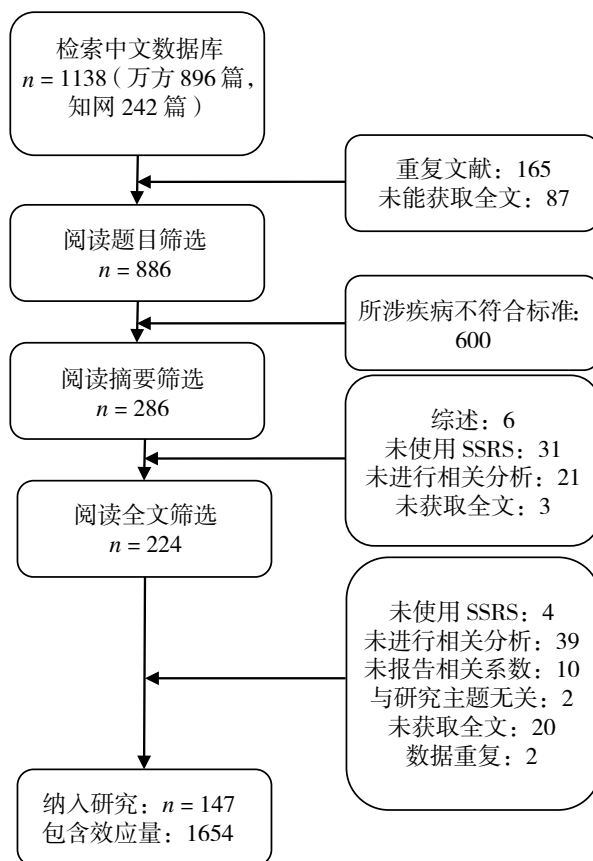 检索中文数据库
n = 1138（万方 896 篇，
知网 242 篇）
重复文献：165
未能获取全文：87
阅读题目筛选
n = 886
所涉疾病不符合标准：
600
阅读摘要筛选
n = 286
综述：6
未使用 SSRS：31
未进行相关分析：21
未获取全文：3
阅读全文筛选
n = 224
未使用 SSRS：4
未进行相关分析：39
未报告相关系数：10
与研究主题无关：2
未获取全文：20
数据重复：2
纳入研究：n = 147
包含效应量：1654